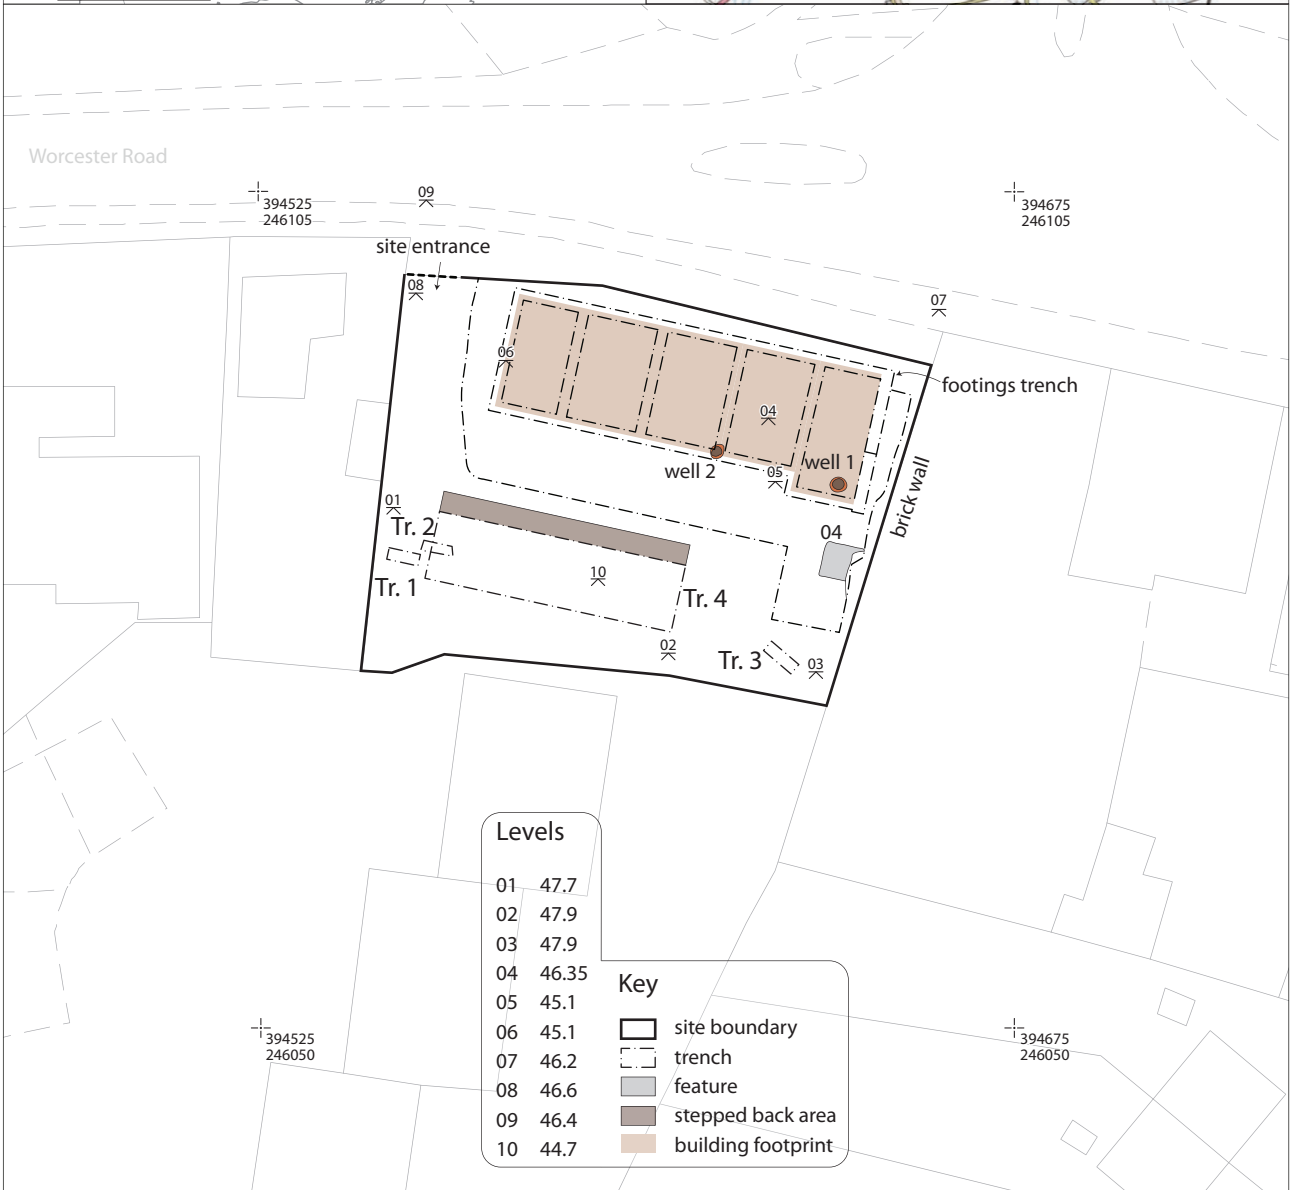 Worcester Road
394525
246105
09
394675
246105
site entrance
08
07
06
footings trench
04
well 2
05
well 1
brick wall
01
Tr. 2
04
Tr. 1
10
Tr. 4
02
Tr. 3
03
Levels
01 47.7
02 47.9
03 47.9
04 46.35
05 45.1
06 45.1
07 46.2
08 46.6
09 46.4
10 44.7
Key
site boundary
trench
feature
stepped back area
building footprint
394525
246050
394675
246050